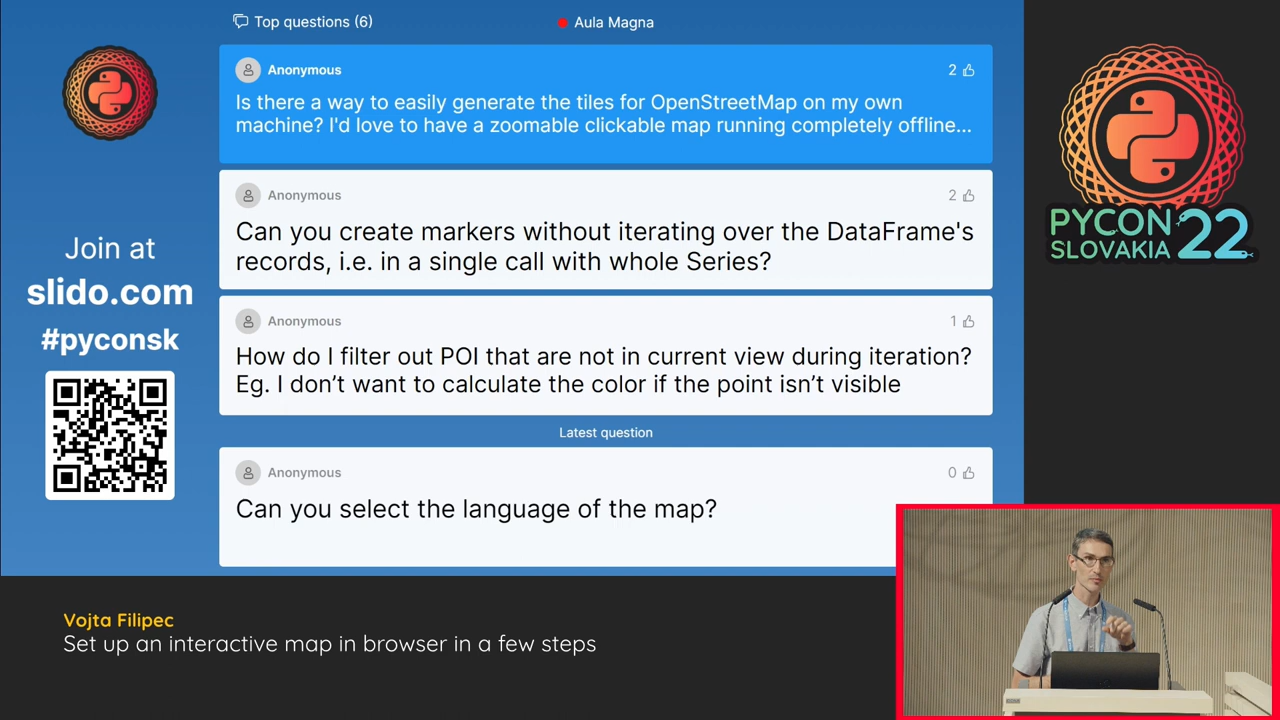 Top questions (6)
Aula Magna
Anonymous
2
Is there a way to easily generate the tiles for OpenStreetMap on my own
machine? I'd love to have a zoomable clickable map running completely offline...
Anonymous
2
Can you create markers without iterating over the DataFrame's
records, i.e. in a single call with whole Series?
Anonymous
1
How do I filter out POI that are not in current view during iteration?
Eg. I don’t want to calculate the color if the point isn’t visible
Latest question
Anonymous
0
Can you select the language of the map?
Join at
slido.com
#pyconsk
PYCON
SLOVAKIA
22
Vojta Filipec
Set up an interactive map in browser in a few steps